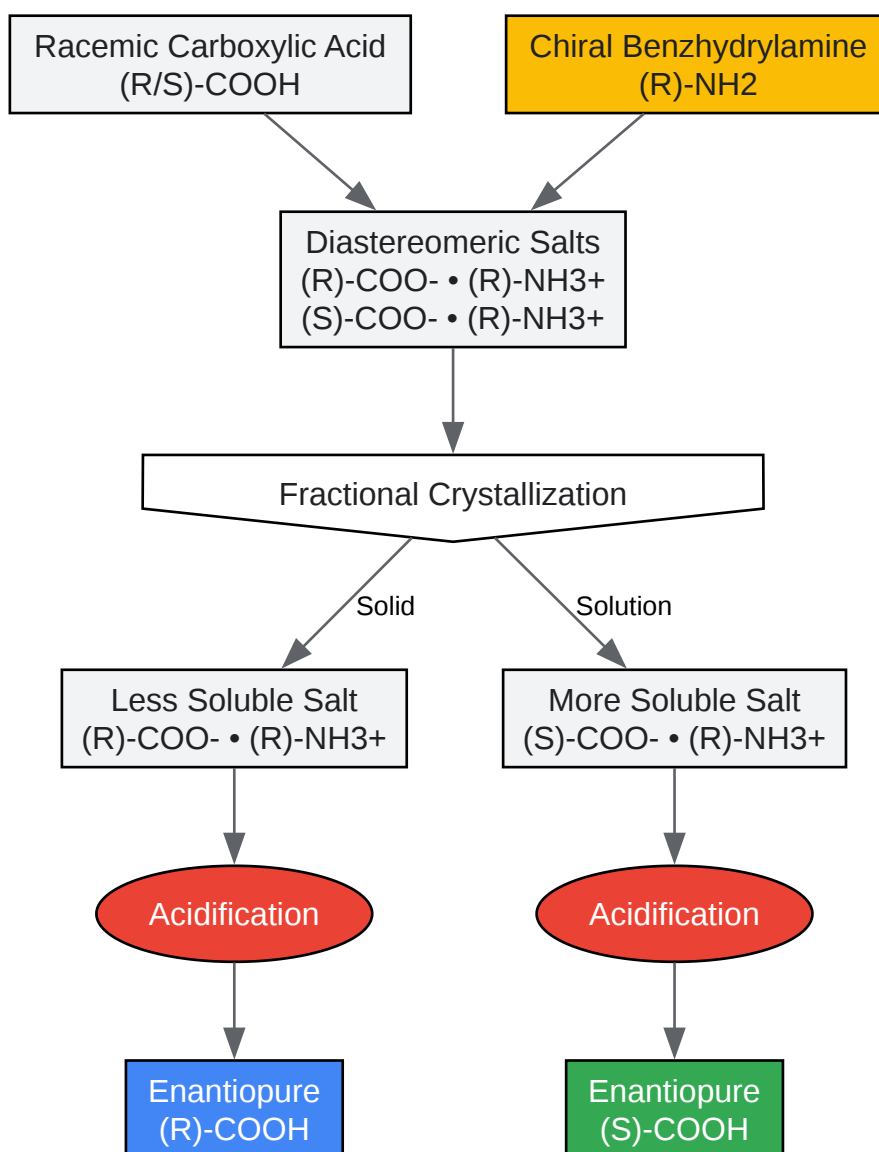 Racemic Carboxylic Acid
(R/S)-COOH
Chiral Benzhydrylamine
(R)-NH2
Diastereomeric Salts
(R)-COO- • (R)-NH3+
(S)-COO- • (R)-NH3+
Fractional Crystallization
Solid
Solution
Less Soluble Salt
(R)-COO- • (R)-NH3+
More Soluble Salt
(S)-COO- • (R)-NH3+
Acidification
Acidification
Enantiopure
(R)-COOH
Enantiopure
(S)-COOH